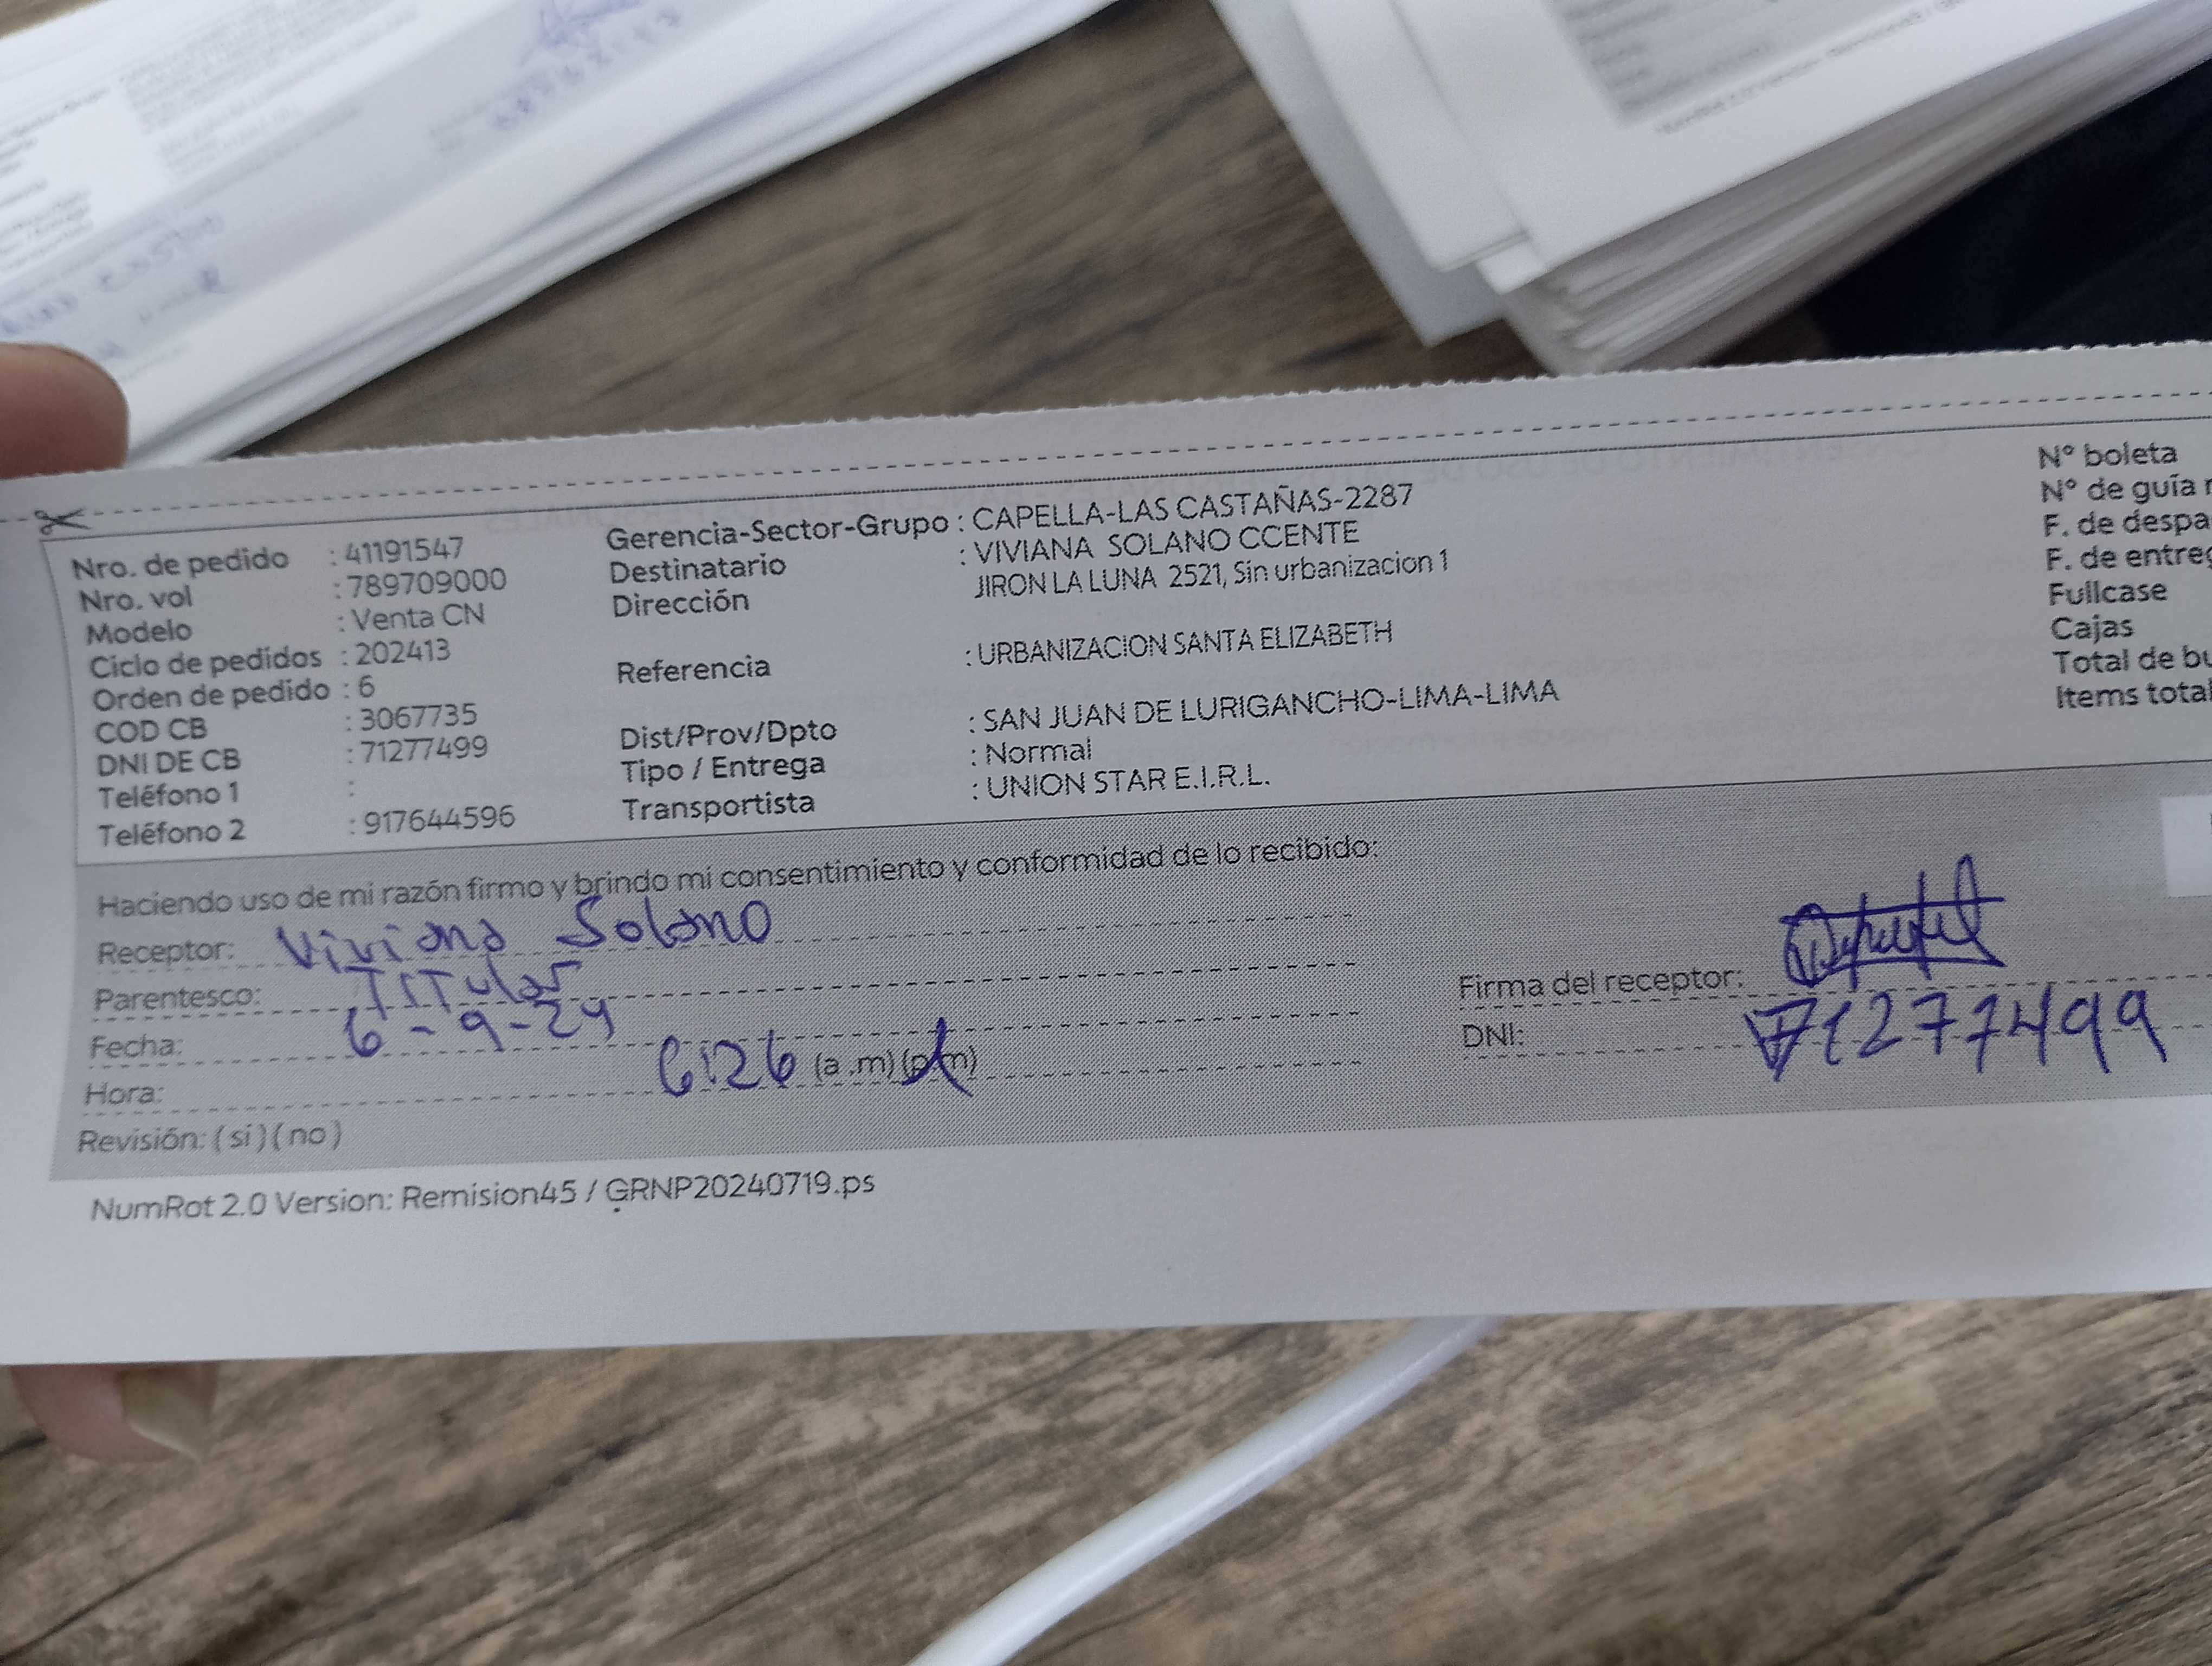 Nro. de pedido : 41191547
Nro. vol : 789709000
Modelo : Venta CN
Ciclo de pedidos : 202413
Orden de pedido : 6
COD CB : 3067735
DNI DE CB : 71277499
Teléfono 1 :
Teléfono 2 : 917644596
Gerencia-Sector-Grupo : CAPELLA-LAS CASTAÑAS-2287
Destinatario : VIVIANA SOLANO CCENTE
Dirección JIRON LA LUNA 2521, Sin urbanizacion 1
Referencia : URBANIZACION SANTA ELIZABETH
Dist/Prov/Dpto : SAN JUAN DE LURIGANCHO-LIMA-LIMA
Tipo / Entrega : Normal
Transportista : UNION STAR E.I.R.L.
N° boleta
N° de guía
F. de despa
F. de entreg
Fullcase
Cajas
Total de bu
Items total
Haciendo uso de mi razón firmo y brindo mi consentimiento y conformidad de lo recibido:
Receptor: Viviana Solano
Parentesco: TITular
Fecha: 6-9-24
Hora: 6:26 (a.m)(p.m)
Revisión: (si)(no)
Firma del receptor:
DNI: 71277499
NumRot 2.0 Version: Remision45 / GRNP20240719.ps